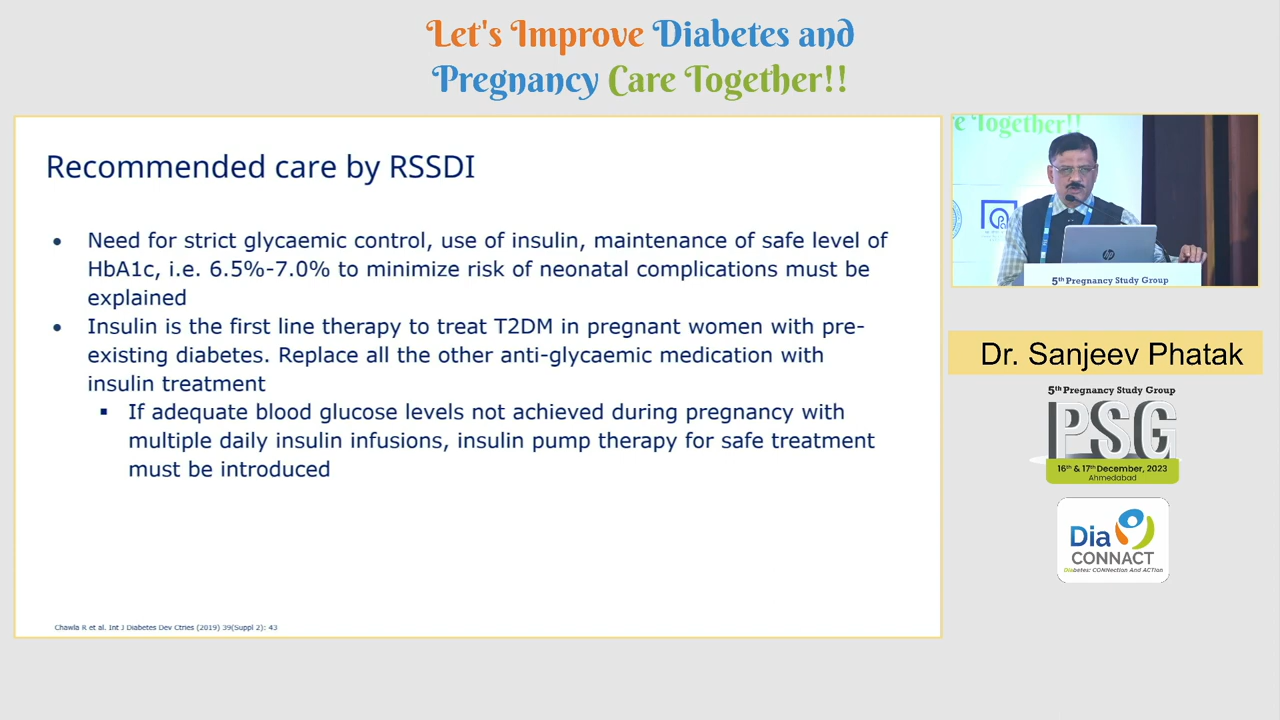 Let's Improve Diabetes and
Pregnancy Care Together!!
Recommended care by RSSDI
• Need for strict glycaemic control, use of insulin, maintenance of safe level of
HbA1c, i.e. 6.5%-7.0% to minimize risk of neonatal complications must be
explained
• Insulin is the first line therapy to treat T2DM in pregnant women with pre-
existing diabetes. Replace all the other anti-glycaemic medication with
insulin treatment
▪ If adequate blood glucose levels not achieved during pregnancy with
multiple daily insulin infusions, insulin pump therapy for safe treatment
must be introduced
Chawla R et al. Int J Diabetes Dev Ctries (2019) 39(Suppl 2): 43
e Together!!
hp
5th Pregnancy Study Group
Dr. Sanjeev Phatak
5th Pregnancy Study Group
PSG
16th & 17th December, 2023
Ahmedabad
Dia
CONNACT
Diabetes: CONNection And ACTion